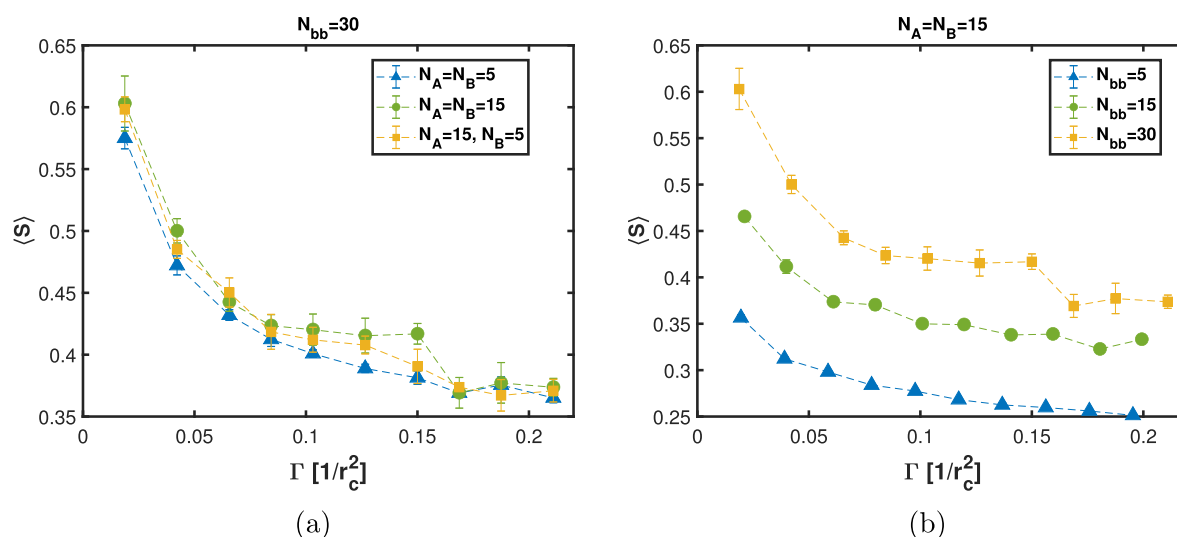 N_bb=30
0.65
0.6
0.55
0.5
0.45
0.4
0.35
0
0.05
0.1
0.15
0.2
⟨S⟩
Γ [1/r_c^2]
N_A=N_B=5
N_A=N_B=15
N_A=15, N_B=5
(a)
N_A=N_B=15
0.65
0.6
0.55
0.5
0.45
0.4
0.35
0.3
0.25
0
0.05
0.1
0.15
0.2
⟨S⟩
Γ [1/r_c^2]
N_bb=5
N_bb=15
N_bb=30
(b)